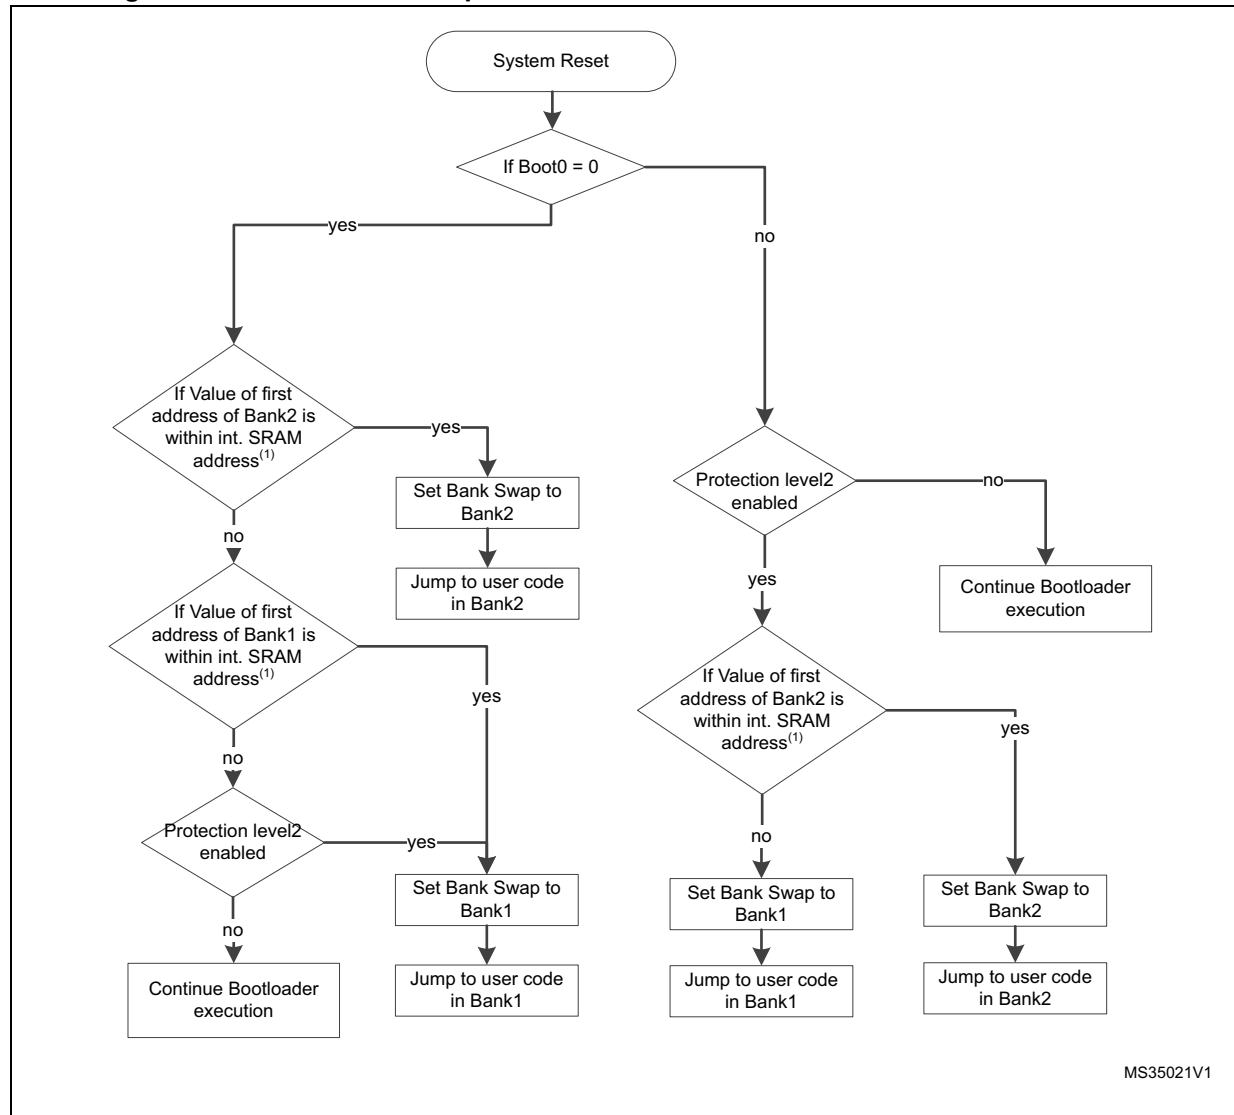 System Reset
If Boot0 = 0
yes
no
If Value of first
address of Bank2 is
within int. SRAM
address(1)
yes
Set Bank Swap to
Bank2
Jump to user code
in Bank2
no
If Value of first
address of Bank1 is
within int. SRAM
address(1)
yes
no
Protection level2
enabled
yes
Set Bank Swap to
Bank1
Jump to user code
in Bank1
no
Continue Bootloader
execution
Protection level2
enabled
no
Continue Bootloader
execution
yes
If Value of first
address of Bank2 is
within int. SRAM
address(1)
yes
no
Set Bank Swap to
Bank1
Jump to user code
in Bank1
Set Bank Swap to
Bank2
Jump to user code
in Bank2
MS35021V1